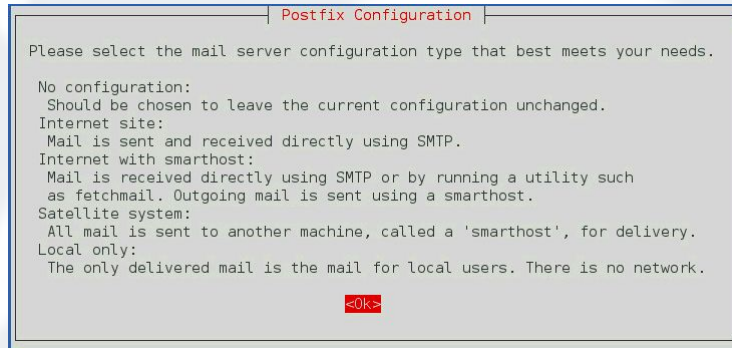 Postfix Configuration
Please select the mail server configuration type that best meets your needs.
No configuration:
Should be chosen to leave the current configuration unchanged.
Internet site:
Mail is sent and received directly using SMTP.
Internet with smarthost:
Mail is received directly using SMTP or by running a utility such
as fetchmail. Outgoing mail is sent using a smarthost.
Satellite system:
All mail is sent to another machine, called a 'smarthost', for delivery.
Local only:
The only delivered mail is the mail for local users. There is no network.
<Ok>